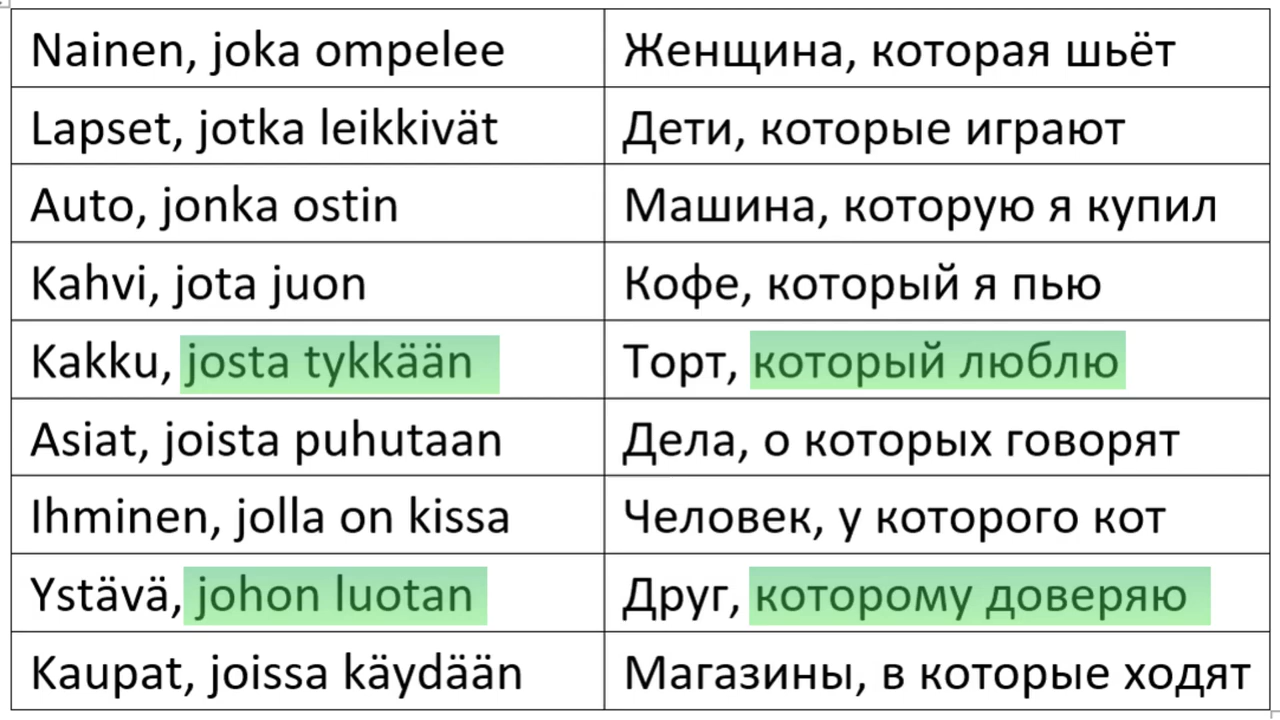 Nainen, joka ompelee
Женщина, которая шьёт
Lapset, jotka leikkivät
Дети, которые играют
Auto, jonka ostin
Машина, которую я купил
Kahvi, jota juon
Кофе, который я пью
Kakku, josta tykkään
Торт, который люблю
Asiat, joista puhutaan
Дела, о которых говорят
Ihminen, jolla on kissa
Человек, у которого кот
Ystävä, johon luotan
Друг, которому доверяю
Kaupat, joissa käydään
Магазины, в которые ходят